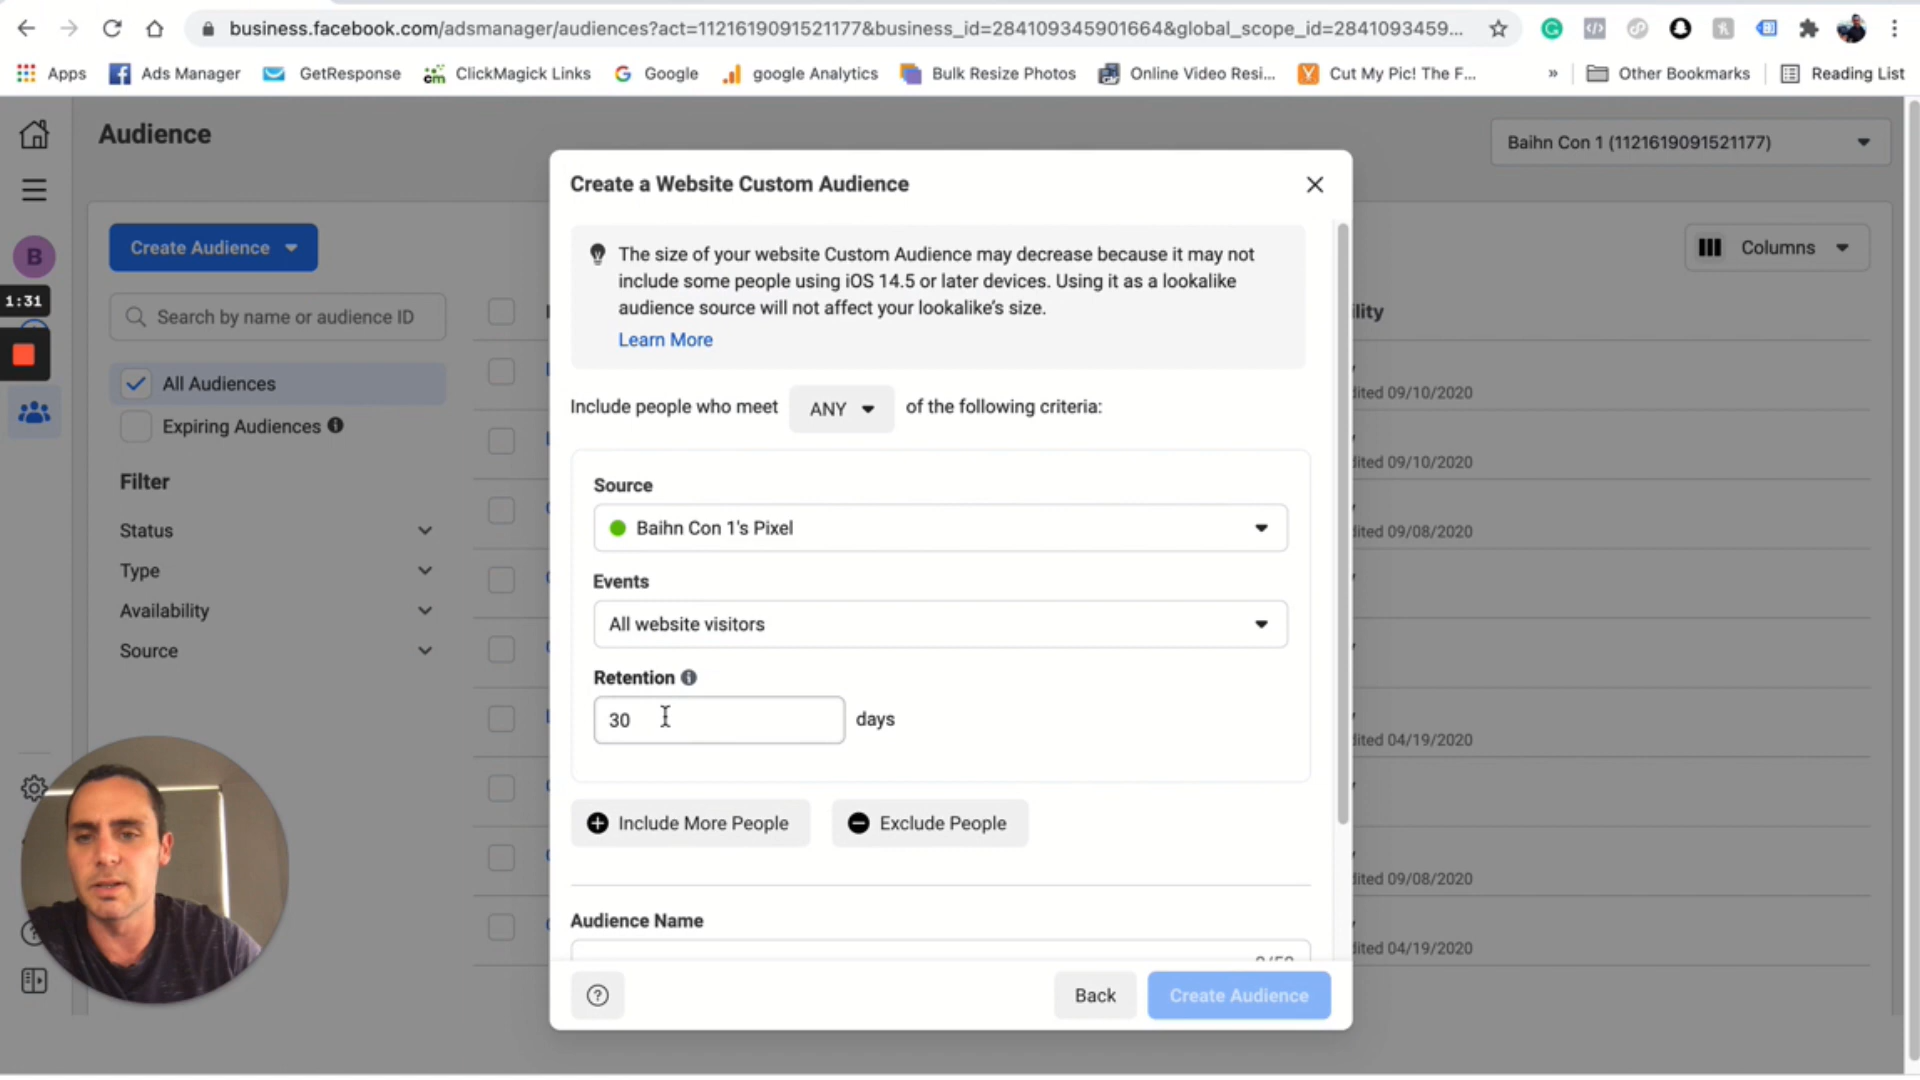 business.facebook.com/adsmanager/audiences?act=1121619091521177&business_id=284109345901664&global_scope_id=2841093459...
Apps
Ads Manager
GetResponse
ClickMagick Links
Google
google Analytics
Bulk Resize Photos
Online Video Resi...
Cut My Pic! The F...
»
Other Bookmarks
Reading List
Audience
Baihn Con 1 (1121619091521177)
Create Audience
Columns
B
1:31
Search by name or audience ID
All Audiences
Expiring Audiences
Filter
Status
Type
Availability
Source
Create a Website Custom Audience
The size of your website Custom Audience may decrease because it may not
include some people using iOS 14.5 or later devices. Using it as a lookalike
audience source will not affect your lookalike's size.
Learn More
Include people who meet ANY of the following criteria:
Source
Baihn Con 1's Pixel
Events
All website visitors
Retention
30 days
Include More People
Exclude People
Audience Name
Back
Create Audience
ility
dited 09/10/2020
dited 09/10/2020
dited 09/08/2020
dited 04/19/2020
dited 09/08/2020
dited 04/19/2020